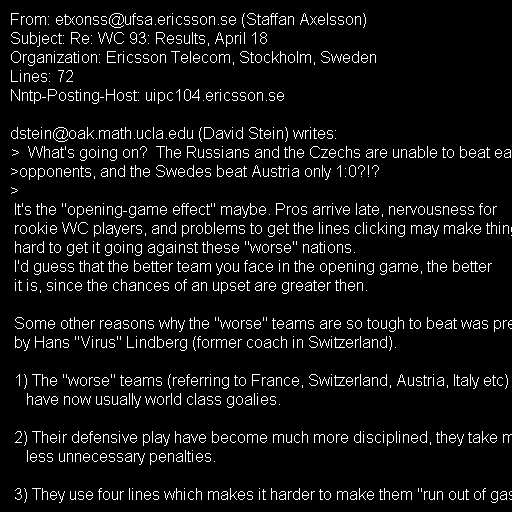 From: etxonss@ufsa.ericsson.se (Staffan Axelsson)
Subject: Re: WC 93: Results, April 18
Organization: Ericsson Telecom, Stockholm, Sweden
Lines: 72
Nntp-Posting-Host: uipc104.ericsson.se

dstein@oak.math.ucla.edu (David Stein) writes:
>  What's going on?  The Russians and the Czechs are unable to beat ea
>opponents, and the Swedes beat Austria only 1:0?!?
>
It's the "opening-game effect" maybe. Pros arrive late, nervousness for
rookie WC players, and problems to get the lines clicking may make thing
hard to get it going against these "worse" nations.
I'd guess that the better team you face in the opening game, the better
it is, since the chances of an upset are greater then.

Some other reasons why the "worse" teams are so tough to beat was pre
by Hans "Virus" Lindberg (former coach in Switzerland).

1) The "worse" teams (referring to France, Switzerland, Austria, Italy etc)
have now usually world class goalies.

2) Their defensive play have become much more disciplined, they take m
less unnecessary penalties.

3) They use four lines which makes it harder to make them "run out of gas